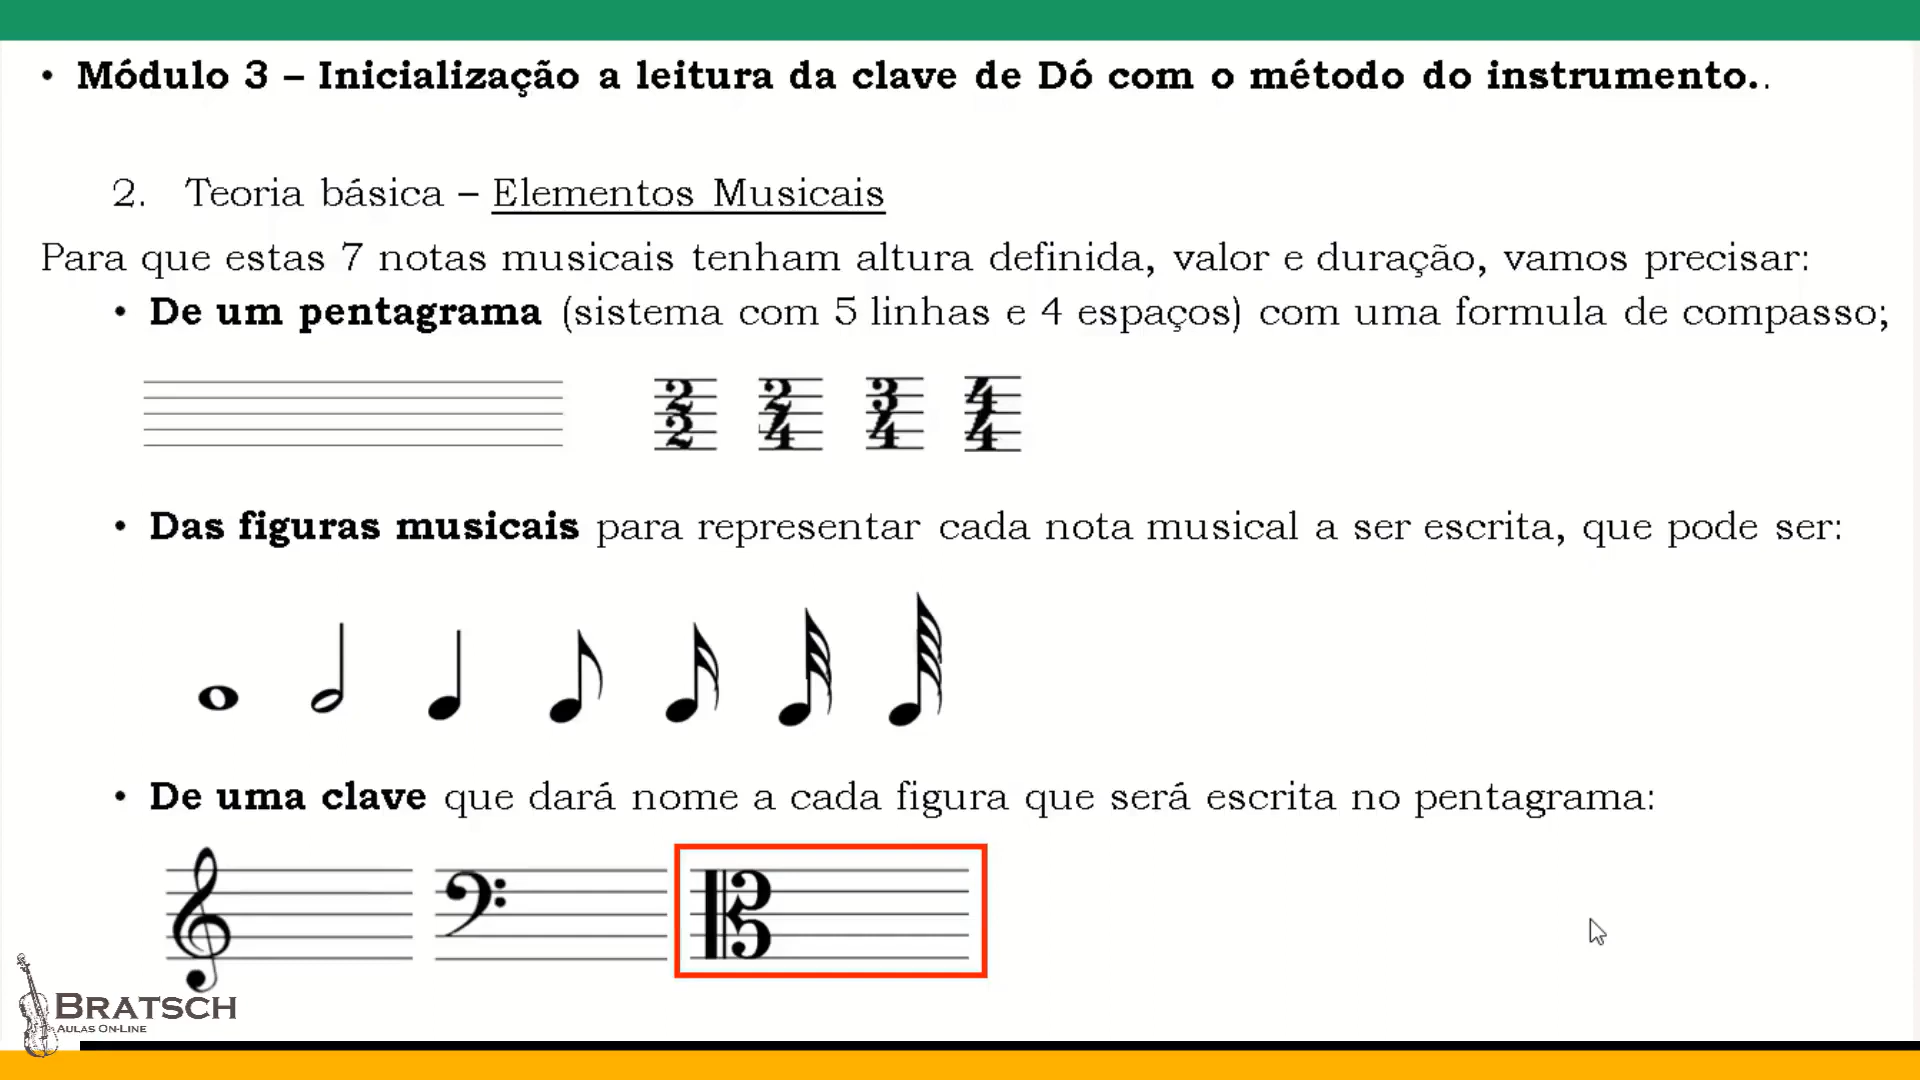 • Módulo 3 – Inicialização a leitura da clave de Dó com o método do instrumento..
2. Teoria básica – Elementos Musicais
Para que estas 7 notas musicais tenham altura definida, valor e duração, vamos precisar:
• De um pentagrama (sistema com 5 linhas e 4 espaços) com uma formula de compasso;
2 2 3 4
2 4 4 4
• Das figuras musicais para representar cada nota musical a ser escrita, que pode ser:
• De uma clave que dará nome a cada figura que será escrita no pentagrama:
BRATSCH
AULAS ON-LINE